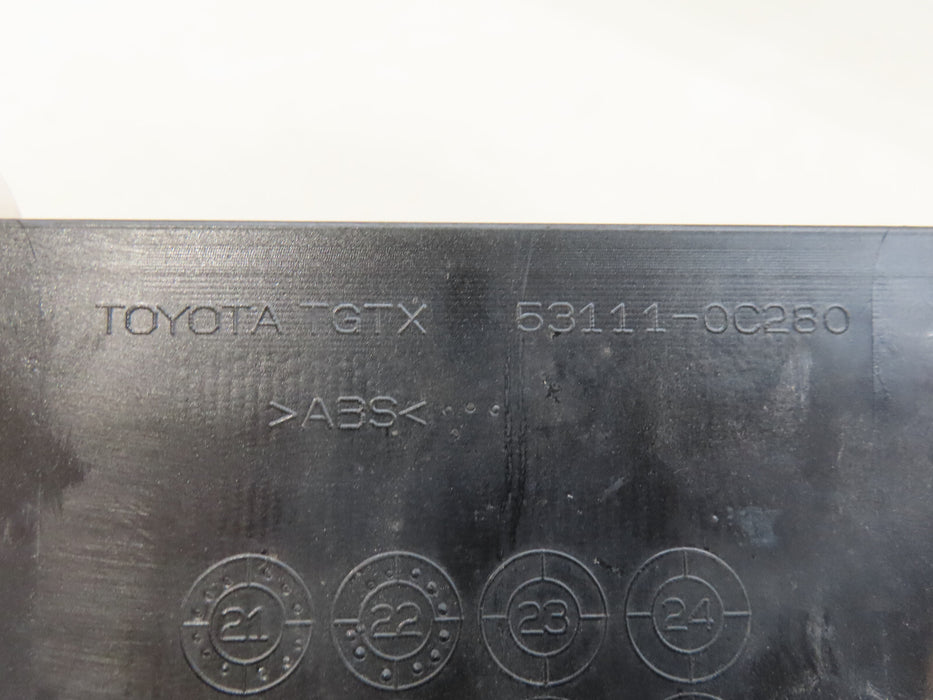 TOYOTA TGTX 53111-0C280
>ABS<
21 22 23 24